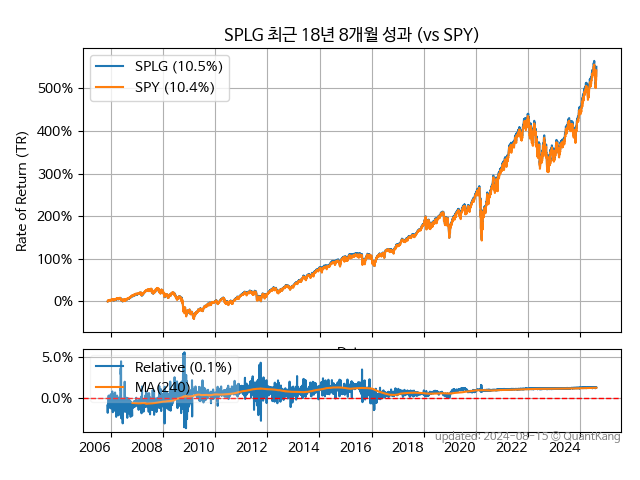 SPLG 최근 18년 8개월 성과 (vs SPY)
SPLG (10.5%)
SPY (10.4%)
Rate of Return (TR)
500%
400%
300%
200%
100%
0%
5.0%
0.0%
Relative (0.1%)
MA (240)
2006 2008 2010 2012 2014 2016 2018 2020 2022 2024
updated: 2024-08-15 © QuantKang